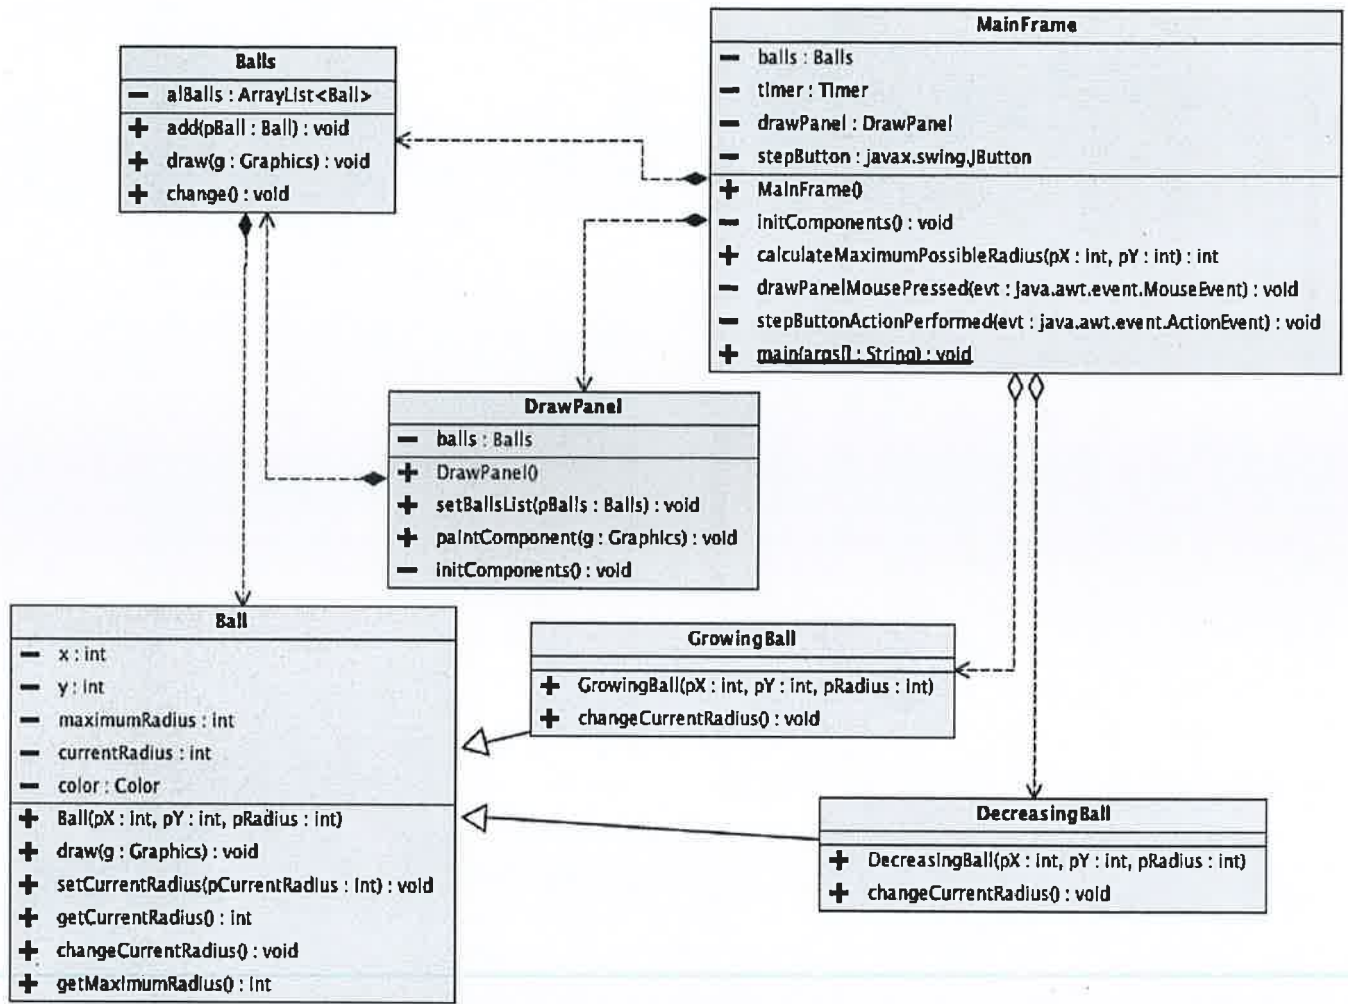 Balls
− alBalls : ArrayList<Ball>
+ add(pBall : Ball) : void
+ draw(g : Graphics) : void
+ change() : void
MainFrame
− balls : Balls
− timer : Timer
− drawPanel : DrawPanel
− stepButton : javax.swing.JButton
+ MainFrame()
− initComponents() : void
+ calculateMaximumPossibleRadius(pX : int, pY : int) : int
− drawPanelMousePressed(evt : java.awt.event.MouseEvent) : void
− stepButtonActionPerformed(evt : java.awt.event.ActionEvent) : void
+ main(args[] : String) : void
DrawPanel
− balls : Balls
+ DrawPanel()
+ setBallsList(pBalls : Balls) : void
+ paintComponent(g : Graphics) : void
− initComponents() : void
Ball
− x : int
− y : int
− maximumRadius : int
− currentRadius : int
− color : Color
+ Ball(pX : int, pY : int, pRadius : int)
+ draw(g : Graphics) : void
+ setCurrentRadius(pCurrentRadius : int) : void
+ getCurrentRadius() : int
+ changeCurrentRadius() : void
+ getMaximumRadius() : int
GrowingBall
+ GrowingBall(pX : int, pY : int, pRadius : int)
+ changeCurrentRadius() : void
DecreasingBall
+ DecreasingBall(pX : int, pY : int, pRadius : int)
+ changeCurrentRadius() : void